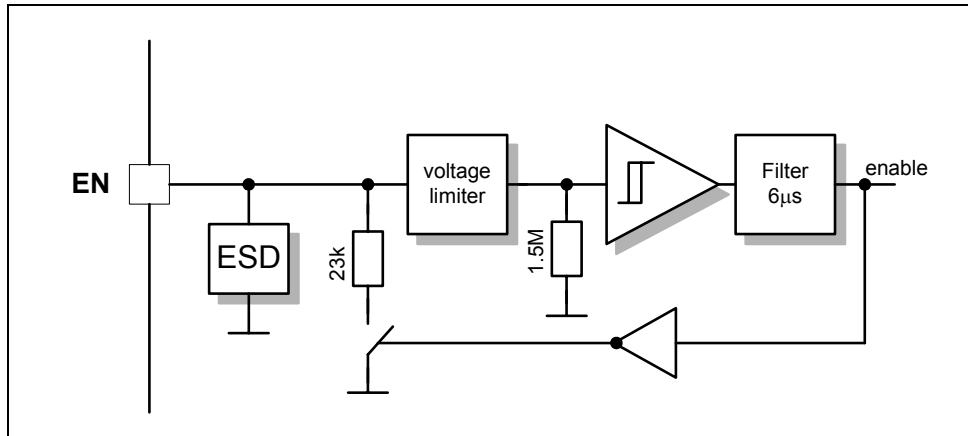 EN
ESD
23k
voltage
limiter
1.5M
Filter
6μs
enable